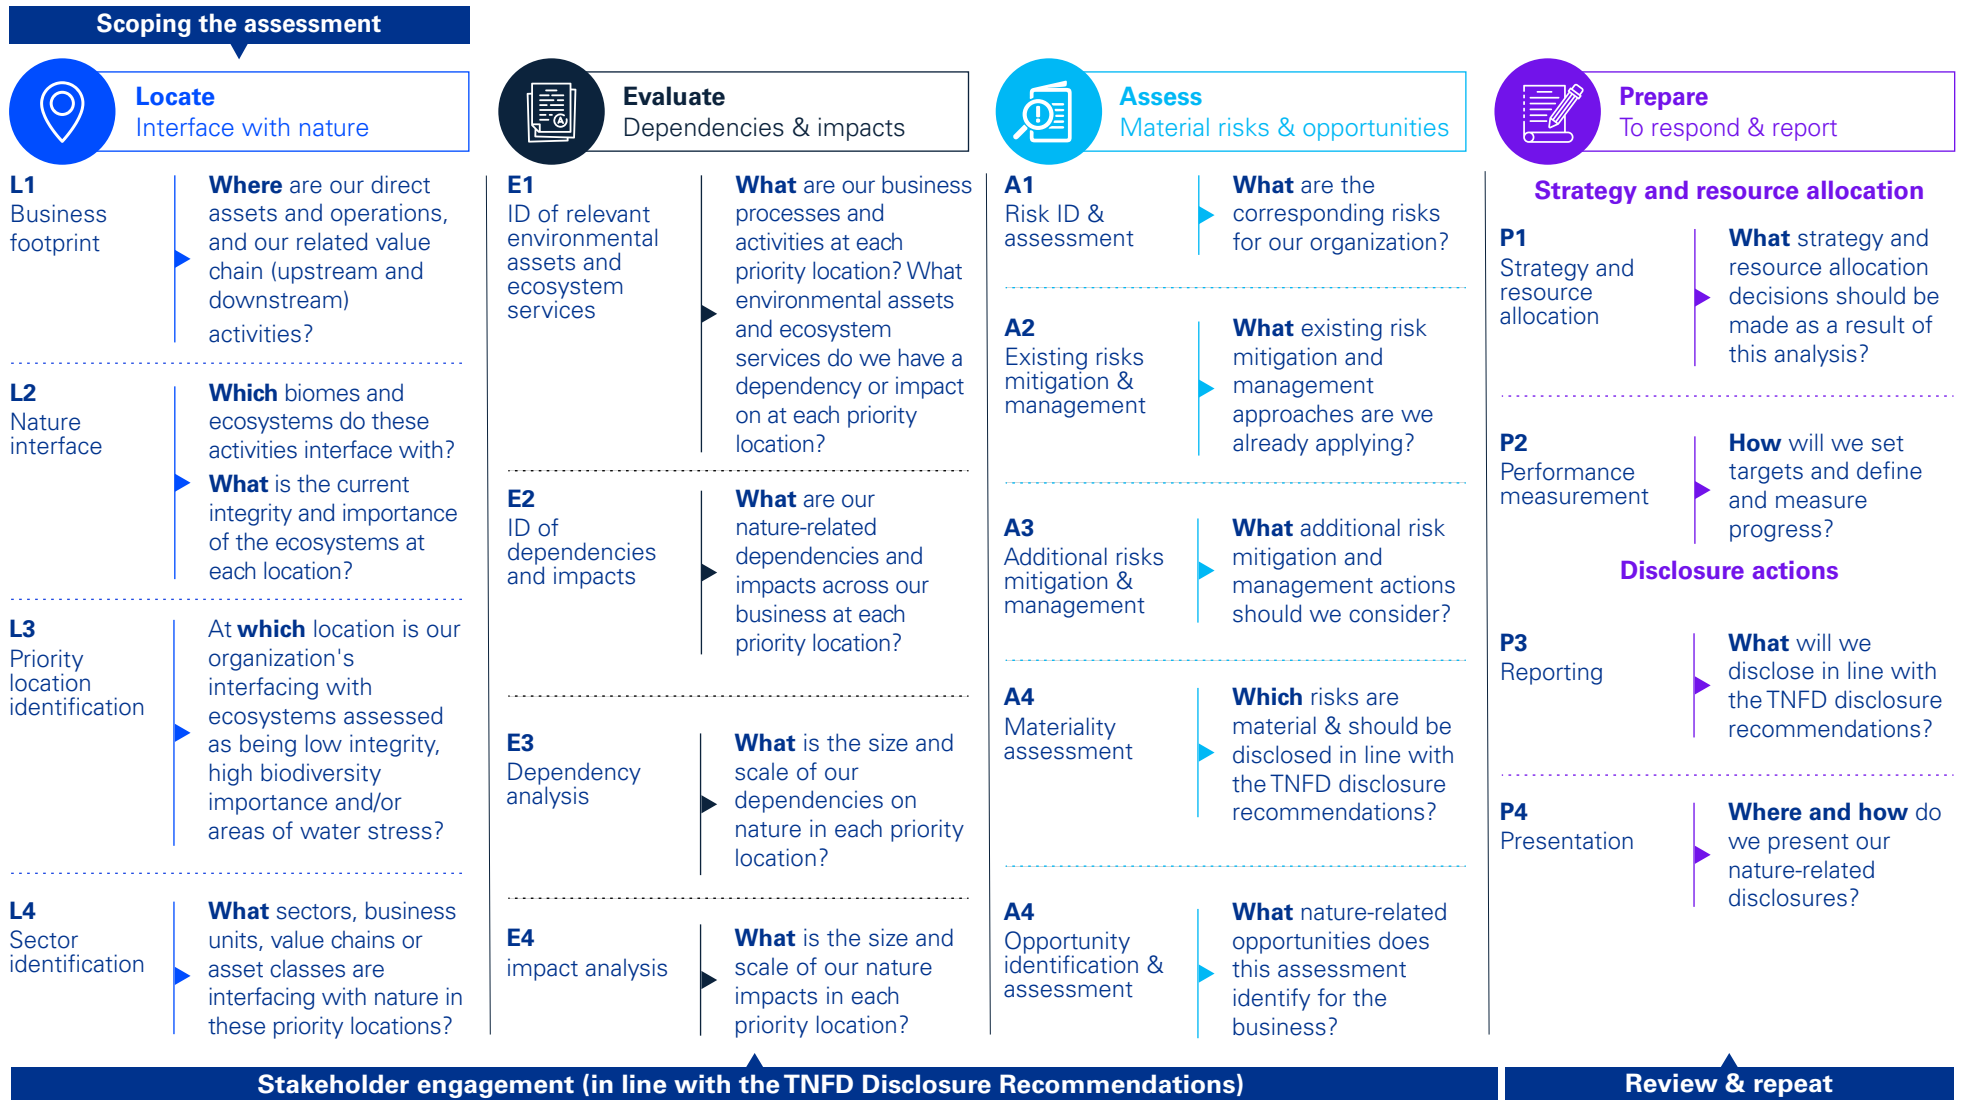 Scoping the assessment
Locate
Interface with nature
L1
Business
footprint
Where are our direct
assets and operations,
and our related value
chain (upstream and
downstream)
activities?
L2
Nature
interface
Which biomes and
ecosystems do these
activities interface with?
What is the current
integrity and importance
of the ecosystems at
each location?
L3
Priority
location
identification
At which location is our
organization's
interfacing with
ecosystems assessed
as being low integrity,
high biodiversity
importance and/or
areas of water stress?
L4
Sector
identification
What sectors, business
units, value chains or
asset classes are
interfacing with nature in
these priority locations?
Evaluate
Dependencies & impacts
E1
ID of relevant
environmental
assets and
ecosystem
services
What are our business
processes and
activities at each
priority location? What
environmental assets
and ecosystem
services do we have a
dependency or impact
on at each priority
location?
E2
ID of
dependencies
and impacts
What are our
nature-related
dependencies and
impacts across our
business at each
priority location?
E3
Dependency
analysis
What is the size and
scale of our
dependencies on
nature in each priority
location?
E4
impact analysis
What is the size and
scale of our nature
impacts in each
priority location?
Assess
Material risks & opportunities
A1
Risk ID &
assessment
What are the
corresponding risks
for our organization?
A2
Existing risks
mitigation &
management
What existing risk
mitigation and
management
approaches are we
already applying?
A3
Additional risks
mitigation &
management
What additional risk
mitigation and
management actions
should we consider?
A4
Materiality
assessment
Which risks are
material & should be
disclosed in line with
the TNFD disclosure
recommendations?
A4
Opportunity
identification &
assessment
What nature-related
opportunities does
this assessment
identify for the
business?
Prepare
To respond & report
Strategy and resource allocation
P1
Strategy and
resource
allocation
What strategy and
resource allocation
decisions should be
made as a result of
this analysis?
P2
Performance
measurement
How will we set
targets and define
and measure
progress?
Disclosure actions
P3
Reporting
What will we
disclose in line with
the TNFD disclosure
recommendations?
P4
Presentation
Where and how do
we present our
nature-related
disclosures?
Stakeholder engagement (in line with the TNFD Disclosure Recommendations)
Review & repeat